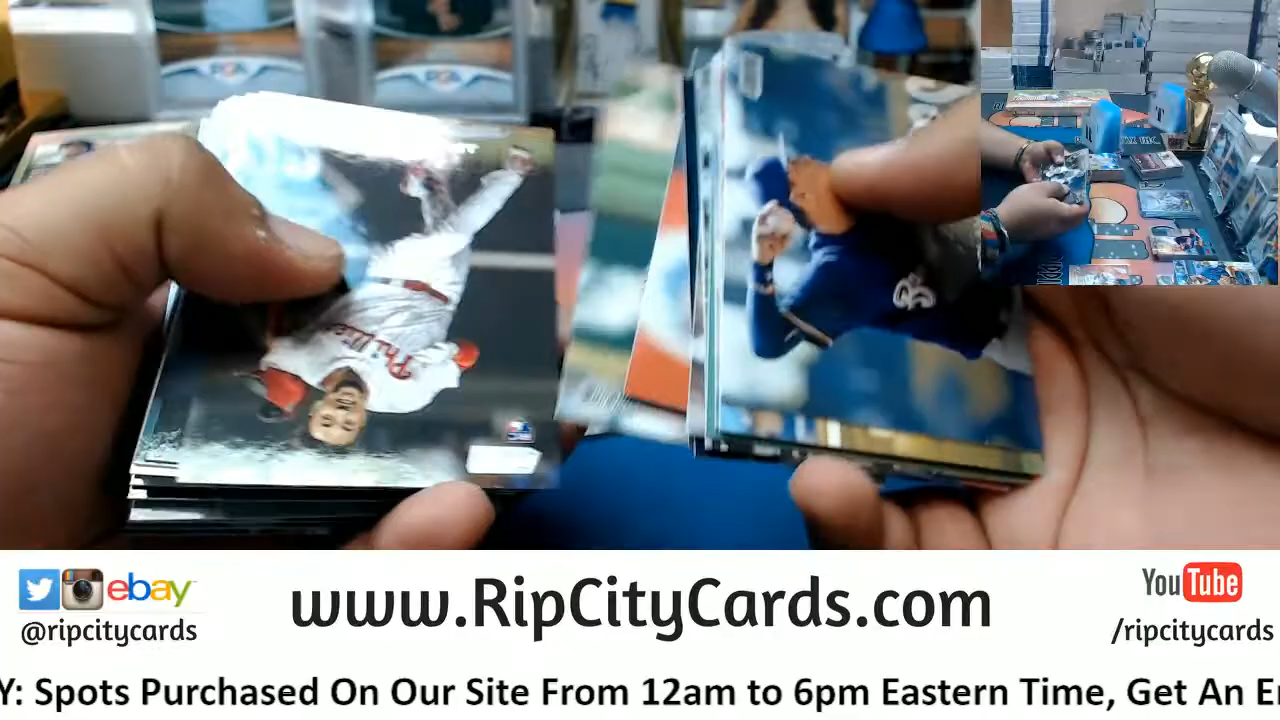 Phillies
ebay
@ripcitycards
www.RipCityCards.com
YouTube
/ripcitycards
Y: Spots Purchased On Our Site From 12am to 6pm Eastern Time, Get An E